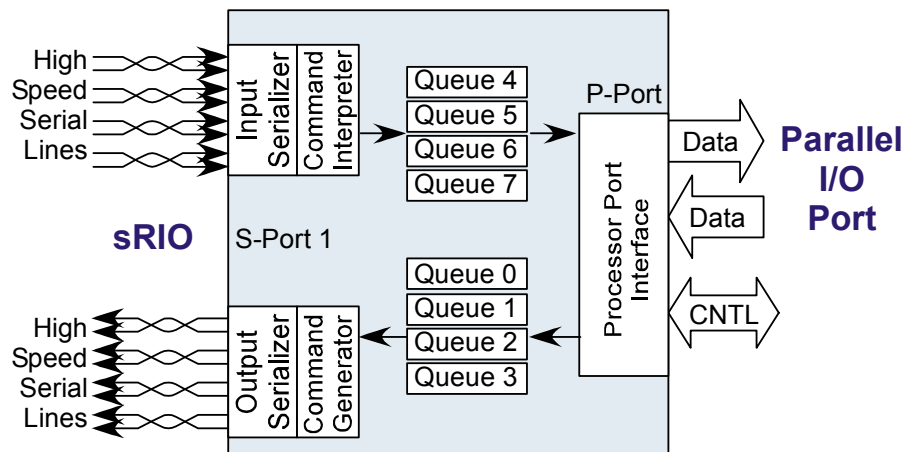 High
Speed
Serial
Lines
Input
Serializer
Command
Interpreter
Queue 4
Queue 5
Queue 6
Queue 7
P-Port
Data
Data
CNTL
Parallel
I/O
Port
Processor Port
Interface
sRIO
S-Port 1
Queue 0
Queue 1
Queue 2
Queue 3
High
Speed
Serial
Lines
Output
Serializer
Command
Generator